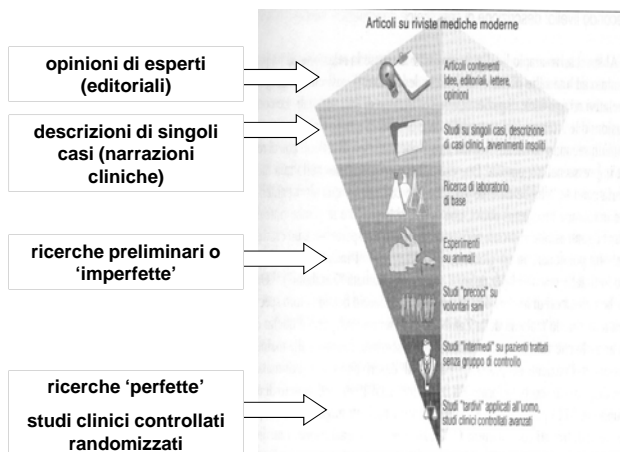 Articoli su riviste mediche moderne
opinioni di esperti
(editoriali)
descrizioni di singoli
casi (narrazioni
cliniche)
ricerche preliminari o
‘imperfette’
ricerche ‘perfette’
studi clinici controllati
randomizzati
Articoli contenenti
idee, editoriali, lettere,
opinioni
Studi su singoli casi, descrizione
di casi clinici, avvenimenti insoliti
Ricerca di laboratorio
di base
Esperimenti
su animali
Studi "precoci" su
volontari sani
Studi "intermedi" su pazienti trattati
senza gruppo di controllo
Studi "tardivi" applicati all'uomo,
studi clinici controllati avanzati